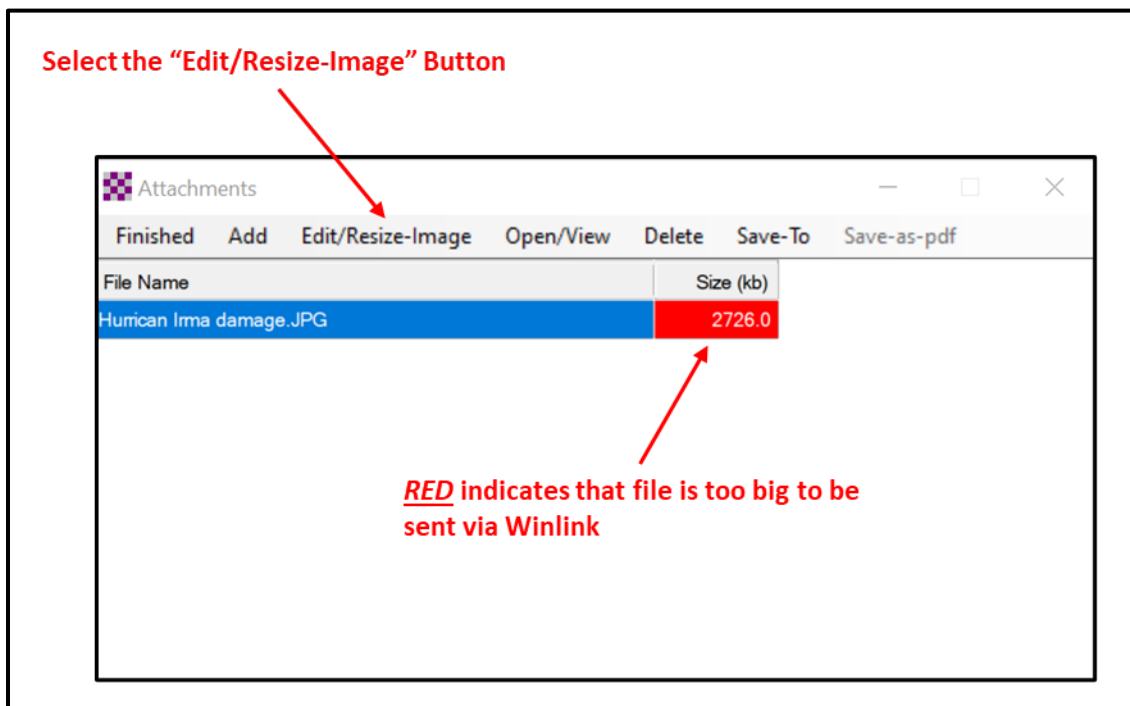 Select the “Edit/Resize-Image” Button
Attachments
Finished Add Edit/Resize-Image Open/View Delete Save-To Save-as-pdf
File Name Size (kb)
Hurrican Irma damage.JPG 2726.0
RED indicates that file is too big to be
sent via Winlink